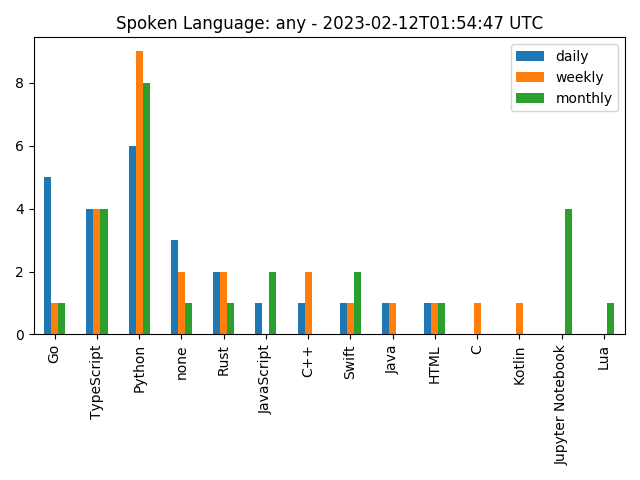 Spoken Language: any - 2023-02-12T01:54:47 UTC
daily
weekly
monthly
8
6
4
2
0
Go
TypeScript
Python
none
Rust
JavaScript
C++
Swift
Java
HTML
C
Kotlin
Jupyter Notebook
Lua